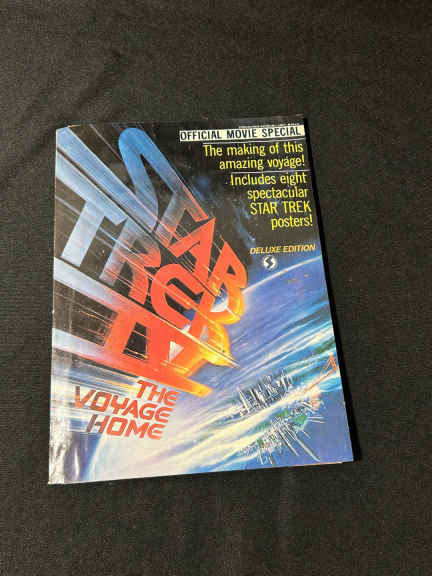 OFFICIAL MOVIE SPECIAL
The making of this
amazing voyage!
Includes eight
spectacular
STAR TREK
posters!
DELUXE EDITION
STAR
TREK
IV
THE
VOYAGE
HOME